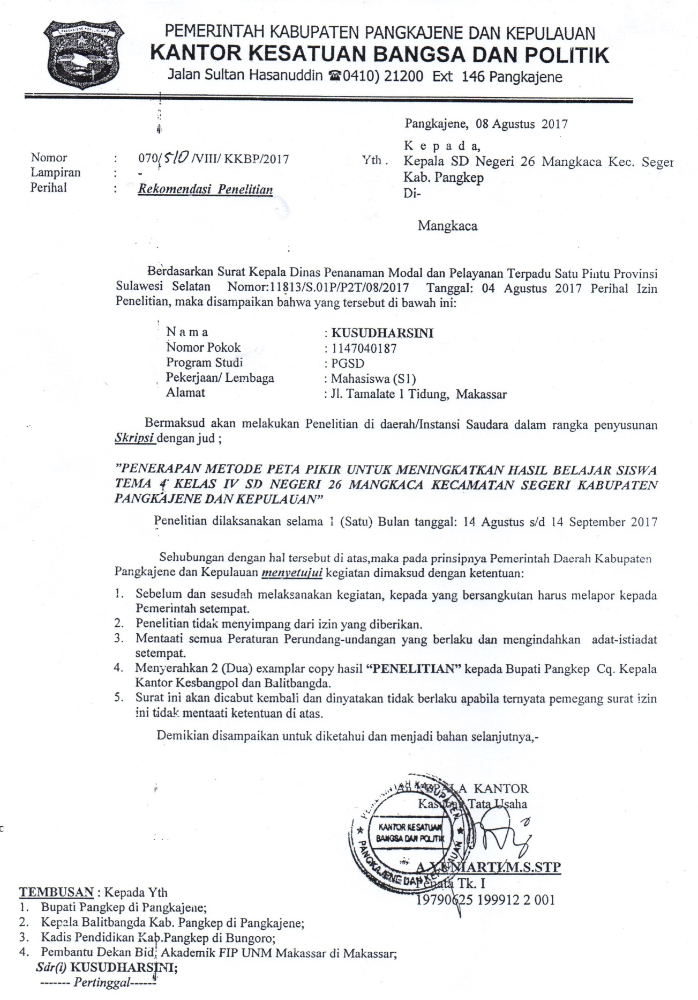 PEMERINTAH KABUPATEN PANGKAJENE DAN KEPULAUAN
KANTOR KESATUAN BANGSA DAN POLITIK
Jalan Sultan Hasanuddin ☎0410) 21200 Ext 146 Pangkajene
Pangkajene, 08 Agustus 2017
K e p a d a,
Nomor : 070/510/VIII/ KKBP/2017
Yth . Kepala SD Negeri 26 Mangkaca Kec. Seger
Lampiran : -
Kab. Pangkep
Perihal : Rekomendasi Penelitian
Di-
Mangkaca
Berdasarkan Surat Kepala Dinas Penanaman Modal dan Pelayanan Terpadu Satu Pintu Provinsi
Sulawesi Selatan Nomor:11813/S.01P/P2T/08/2017 Tanggal: 04 Agustus 2017 Perihal Izin
Penelitian, maka disampaikan bahwa yang tersebut di bawah ini:
N a m a : KUSUDHARSINI
Nomor Pokok : 1147040187
Program Studi : PGSD
Pekerjaan/ Lembaga : Mahasiswa (S1)
Alamat : Jl. Tamalate 1 Tidung, Makassar
Bermaksud akan melakukan Penelitian di daerah/Instansi Saudara dalam rangka penyusunan
Skripsi dengan jud ;
"PENERAPAN METODE PETA PIKIR UNTUK MENINGKATKAN HASIL BELAJAR SISWA
TEMA 4 KELAS IV SD NEGERI 26 MANGKACA KECAMATAN SEGERI KABUPATEN
PANGKAJENE DAN KEPULAUAN"
Penelitian dilaksanakan selama 1 (Satu) Bulan tanggal: 14 Agustus s/d 14 September 2017
Sehubungan dengan hal tersebut di atas,maka pada prinsipnya Pemerintah Daerah Kabupaten
Pangkajene dan Kepulauan menyetujui kegiatan dimaksud dengan ketentuan:
1. Sebelum dan sesudah melaksanakan kegiatan, kepada yang bersangkutan harus melapor kepada
Pemerintah setempat.
2. Penelitian tidak menyimpang dari izin yang diberikan.
3. Mentaati semua Peraturan Perundang-undangan yang berlaku dan mengindahkan adat-istiadat
setempat.
4. Menyerahkan 2 (Dua) examplar copy hasil "PENELITIAN" kepada Bupati Pangkep Cq. Kepala
Kantor Kesbangpol dan Balitbangda.
5. Surat ini akan dicabut kembali dan dinyatakan tidak berlaku apabila ternyata pemegang surat izin
ini tidak mentaati ketentuan di atas.
Demikian disampaikan untuk diketahui dan menjadi bahan selanjutnya,-
An KEPALA KANTOR
Kasubag Tata Usaha
KABUPATEN
KANTOR KESATUAN
BANGSA DAN POLITIK
PANGKAJENE DAN KEPULAUAN
A.YUNIARTI.M.S.STP
Penata Tk. I
19790625 199912 2 001
TEMBUSAN : Kepada Yth
1. Bupati Pangkep di Pangkajene;
2. Kepala Balitbangda Kab. Pangkep di Pangkajene;
3. Kadis Pendidikan Kab.Pangkep di Bungoro;
4. Pembantu Dekan Bid. Akademik FIP UNM Makassar di Makassar;
Sdr(i) KUSUDHARSINI;
------- Pertinggal------